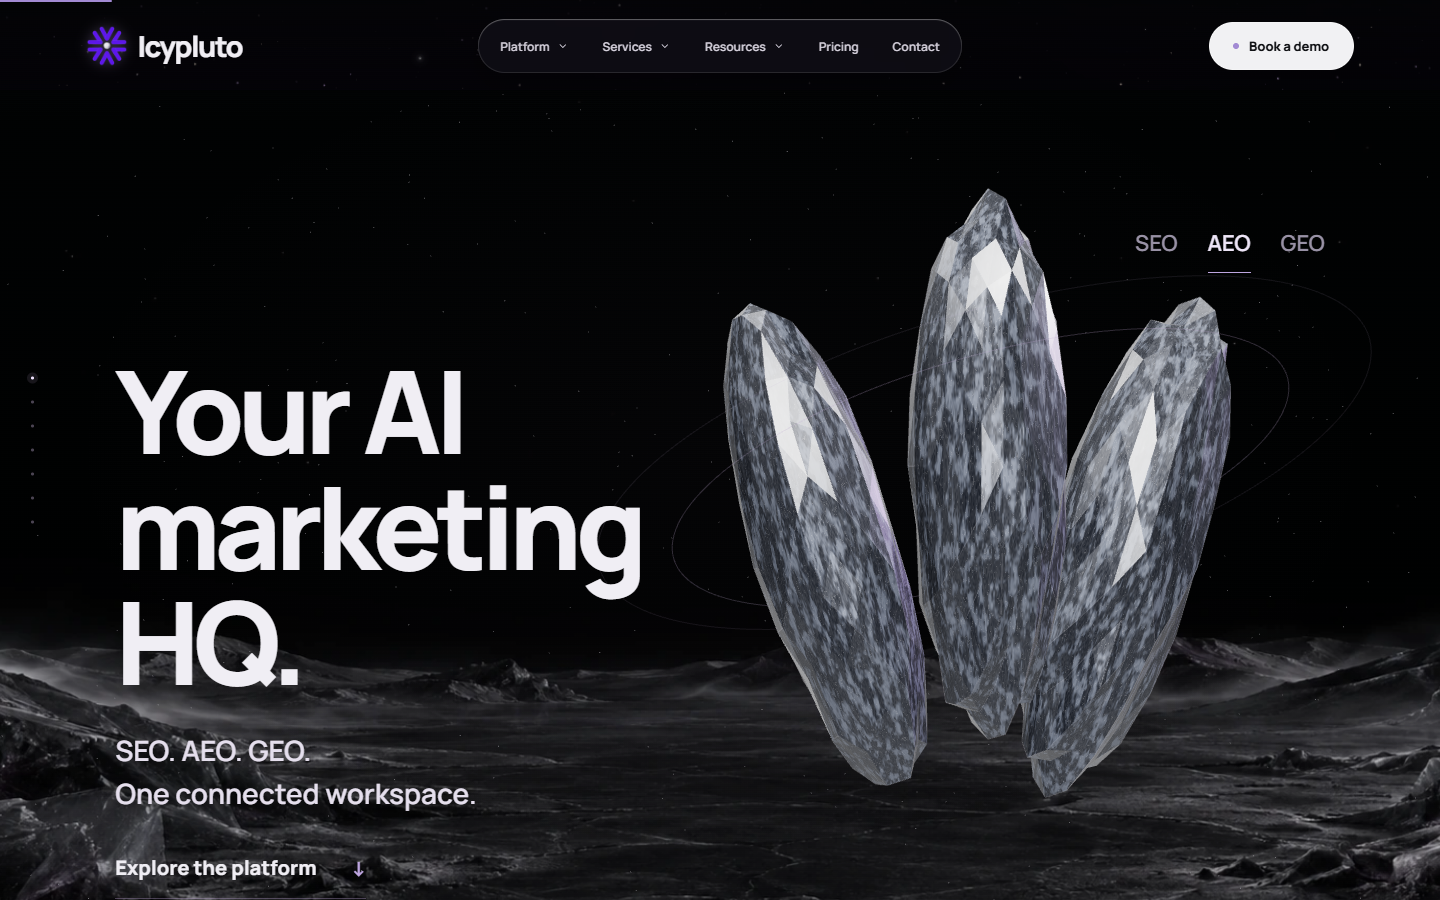 Icypluto
Platform
Services
Resources
Pricing
Contact
Book a demo
SEO
AEO
GEO
Your AI
marketing
HQ.
SEO. AEO. GEO.
One connected workspace.
Explore the platform ↓